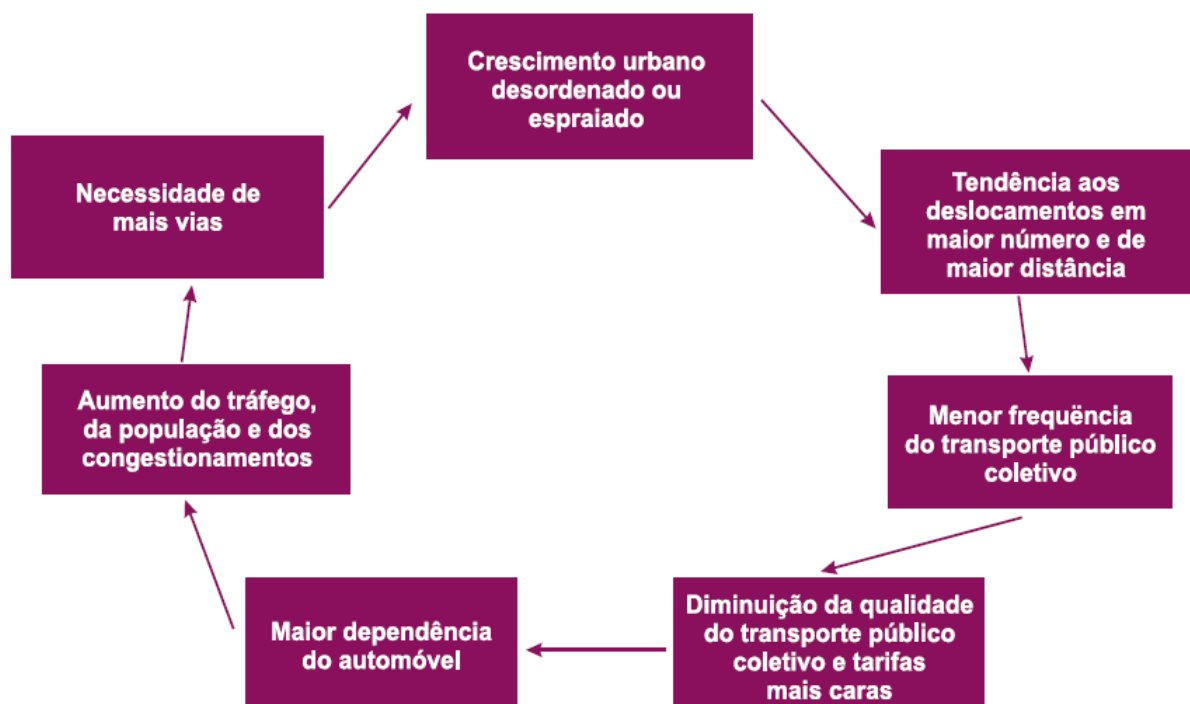 Crescimento urbano
desordenado ou
espraiado
Tendência aos
deslocamentos em
maior número e de
maior distância
Menor frequëncia
do transporte público
coletivo
Diminuição da qualidade
do transporte público
coletivo e tarifas
mais caras
Maior dependência
do automóvel
Aumento do tráfego,
da população e dos
congestionamentos
Necessidade de
mais vias